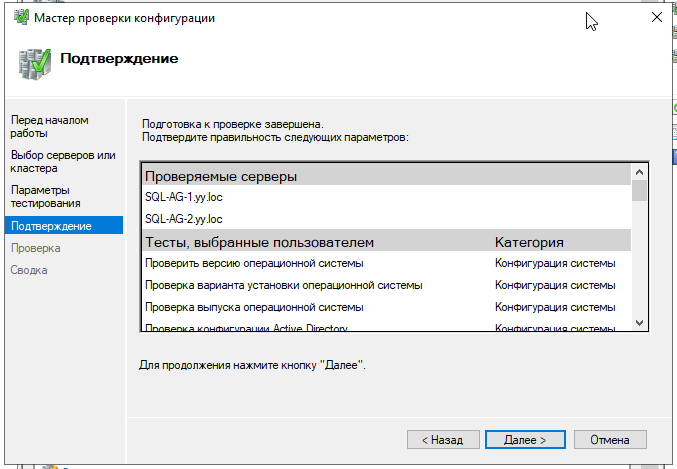 Мастер проверки конфигурации
Подтверждение
Перед началом
работы
Выбор серверов или
кластера
Параметры
тестирования
Подтверждение
Проверка
Сводка
Подготовка к проверке завершена.
Подтвердите правильность следующих параметров:
Проверяемые серверы
SQL-AG-1.yy.loc
SQL-AG-2.yy.loc
Тесты, выбранные пользователем Категория
Проверить версию операционной системы Конфигурация системы
Проверка варианта установки операционной системы Конфигурация системы
Проверка выпуска операционной системы Конфигурация системы
Проверка конфигурации Active Directory Конфигурация системы
Для продолжения нажмите кнопку "Далее".
< Назад Далее > Отмена